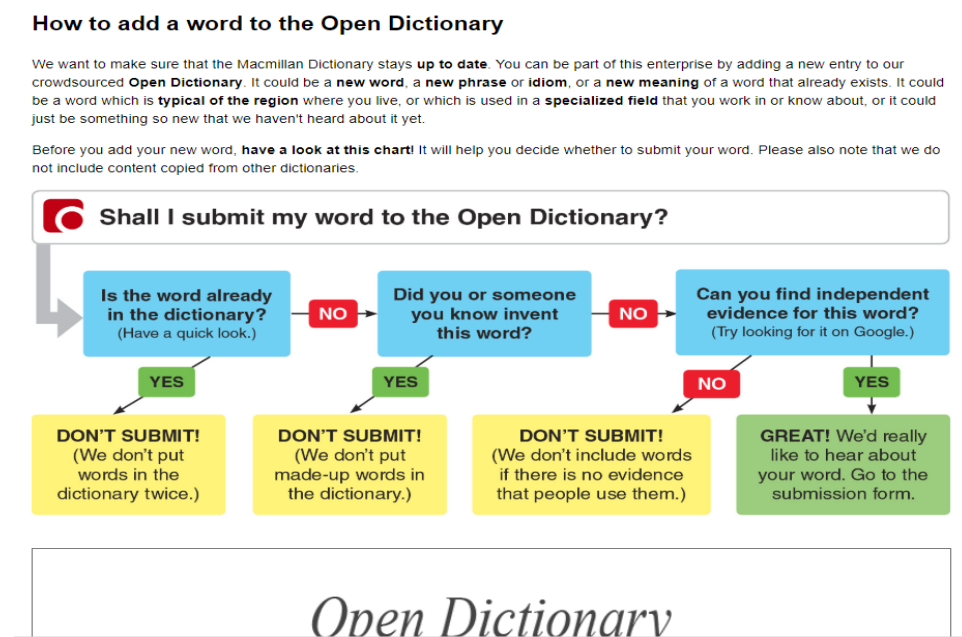 How to add a word to the Open Dictionary
We want to make sure that the Macmillan Dictionary stays up to date. You can be part of this enterprise by adding a new entry to our
crowdsourced Open Dictionary. It could be a new word, a new phrase or idiom, or a new meaning of a word that already exists. It could
be a word which is typical of the region where you live, or which is used in a specialized field that you work in or know about, or it could
just be something so new that we haven't heard about it yet.
Before you add your new word, have a look at this chart! It will help you decide whether to submit your word. Please also note that we do
not include content copied from other dictionaries.
Shall I submit my word to the Open Dictionary?
Is the word already
in the dictionary?
(Have a quick look.)
NO
Did you or someone
you know invent
this word?
NO
Can you find independent
evidence for this word?
(Try looking for it on Google.)
YES
YES
NO
YES
DON'T SUBMIT!
(We don't put
words in the
dictionary twice.)
DON'T SUBMIT!
(We don't put
made-up words in
the dictionary.)
DON'T SUBMIT!
(We don't include words
if there is no evidence
that people use them.)
GREAT! We'd really
like to hear about
your word. Go to the
submission form.
Open Dictionary